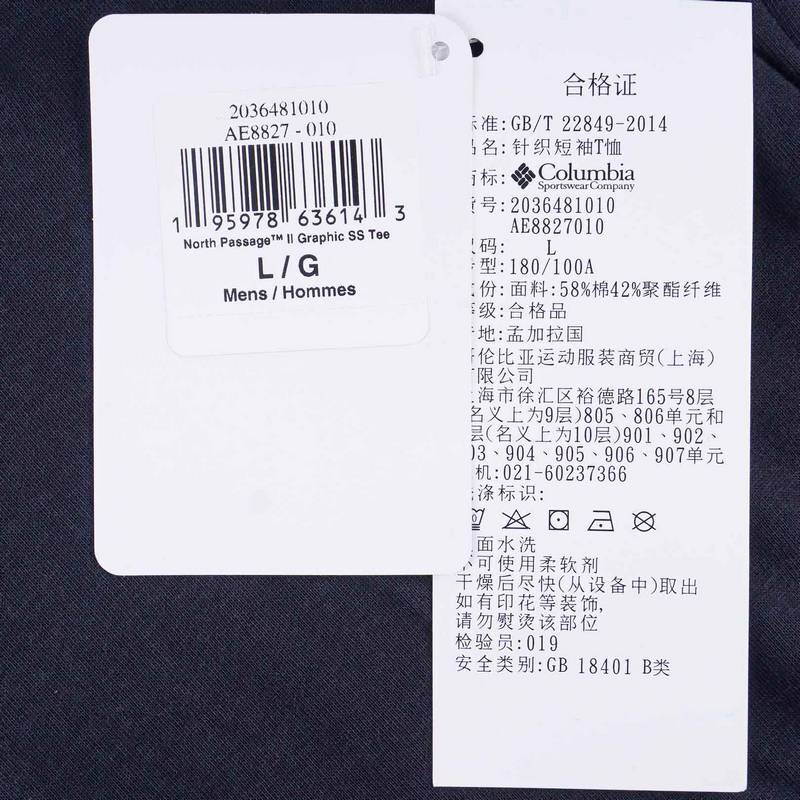 2036481010
AE8827 - 010
1 95978 63614 3
North Passage™ II Graphic SS Tee
L / G
Mens / Hommes
合格证
准:GB/T 22849-2014
名:针织短袖T恤
标: Columbia
Sportswear Company
号:2036481010
AE8827010
码: L
型:180/100A
份:面料:58%棉42%聚酯纤维
级:合格品
地:孟加拉国
伦比亚运动服装商贸(上海)
限公司
海市徐汇区裕德路165号8层
名义上为9层)805、806单元和
层(名义上为10层)901、902、
03、904、905、906、907单元
机:021-60237366
涤标识:
面水洗
可使用柔软剂
干燥后尽快(从设备中)取出
如有印花等装饰,
请勿熨烫该部位
检验员:019
安全类别:GB 18401 B类